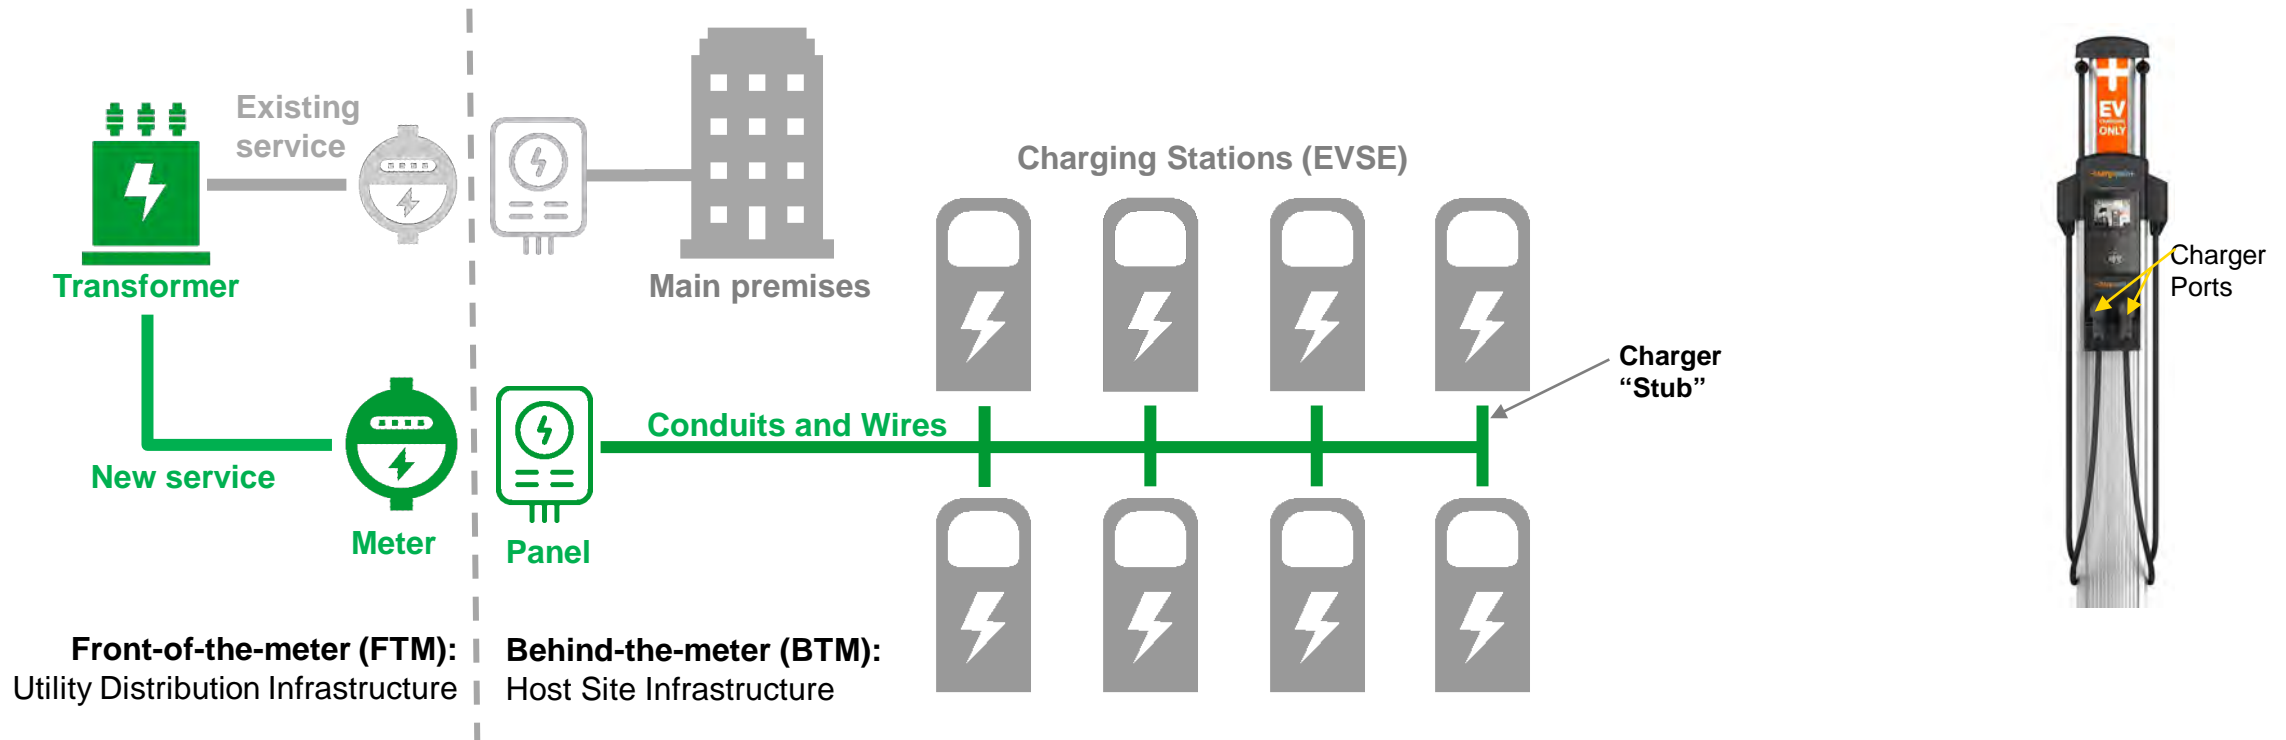 Existing
service
Transformer
New service
Meter
Front-of-the-meter (FTM):
Utility Distribution Infrastructure
Main premises
Conduits and Wires
Panel
Behind-the-meter (BTM):
Host Site Infrastructure
Charging Stations (EVSE)
Charger
“Stub”
EV
ONLY
Charger
Ports